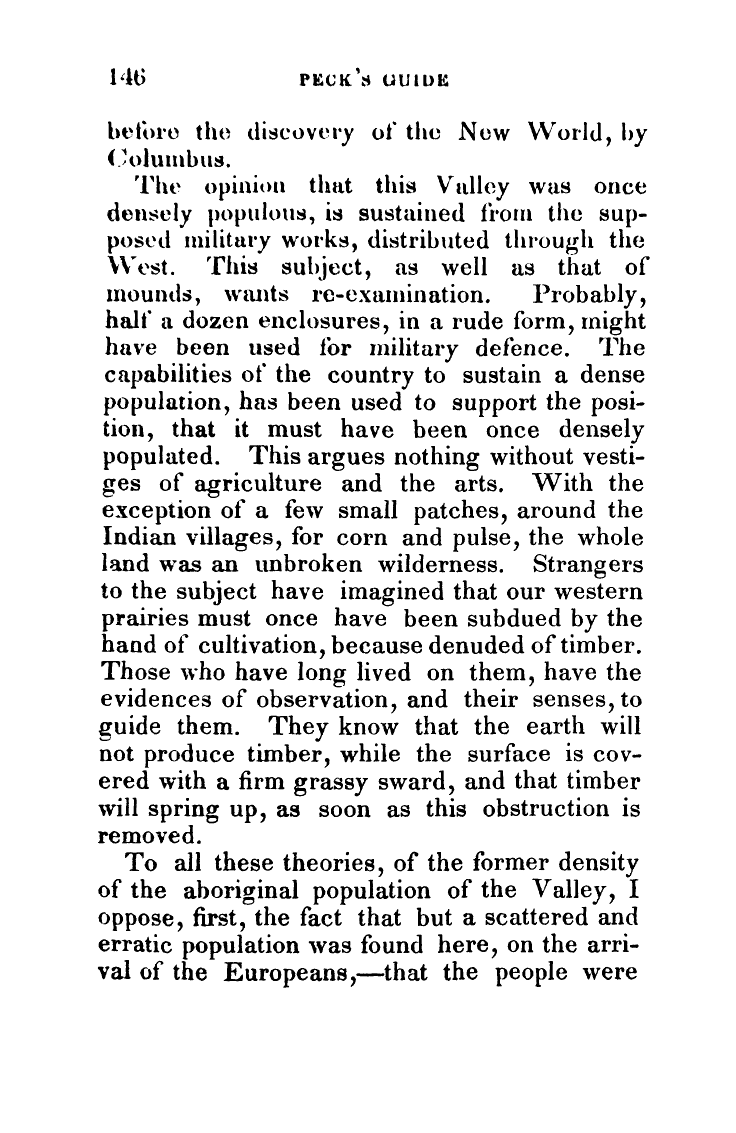 146 PECK'S GUIDE
before the discovery of the New World, by
Columbus.
The opinion that this Valley was once
densely populous, is sustained from the sup-
posed military works, distributed through the
West. This subject, as well as that of
mounds, wants re-examination. Probably,
half a dozen enclosures, in a rude form, might
have been used for military defence. The
capabilities of the country to sustain a dense
population, has been used to support the posi-
tion, that it must have been once densely
populated. This argues nothing without vesti-
ges of agriculture and the arts. With the
exception of a few small patches, around the
Indian villages, for corn and pulse, the whole
land was an unbroken wilderness. Strangers
to the subject have imagined that our western
prairies must once have been subdued by the
hand of cultivation, because denuded of timber.
Those who have long lived on them, have the
evidences of observation, and their senses, to
guide them. They know that the earth will
not produce timber, while the surface is cov-
ered with a firm grassy sward, and that timber
will spring up, as soon as this obstruction is
removed.
To all these theories, of the former density
of the aboriginal population of the Valley, I
oppose, first, the fact that but a scattered and
erratic population was found here, on the arri-
val of the Europeans,—that the people were